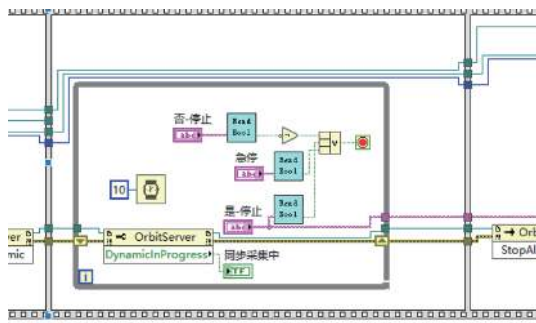 否-停止
Read
Bool
abc
急停
Read
Bool
abc
V
10
Read
Bool
是-停止
abc
OrbitServer
DynamicInProgress
同步采集中
TF
i
er
mic
Orb
StopAl